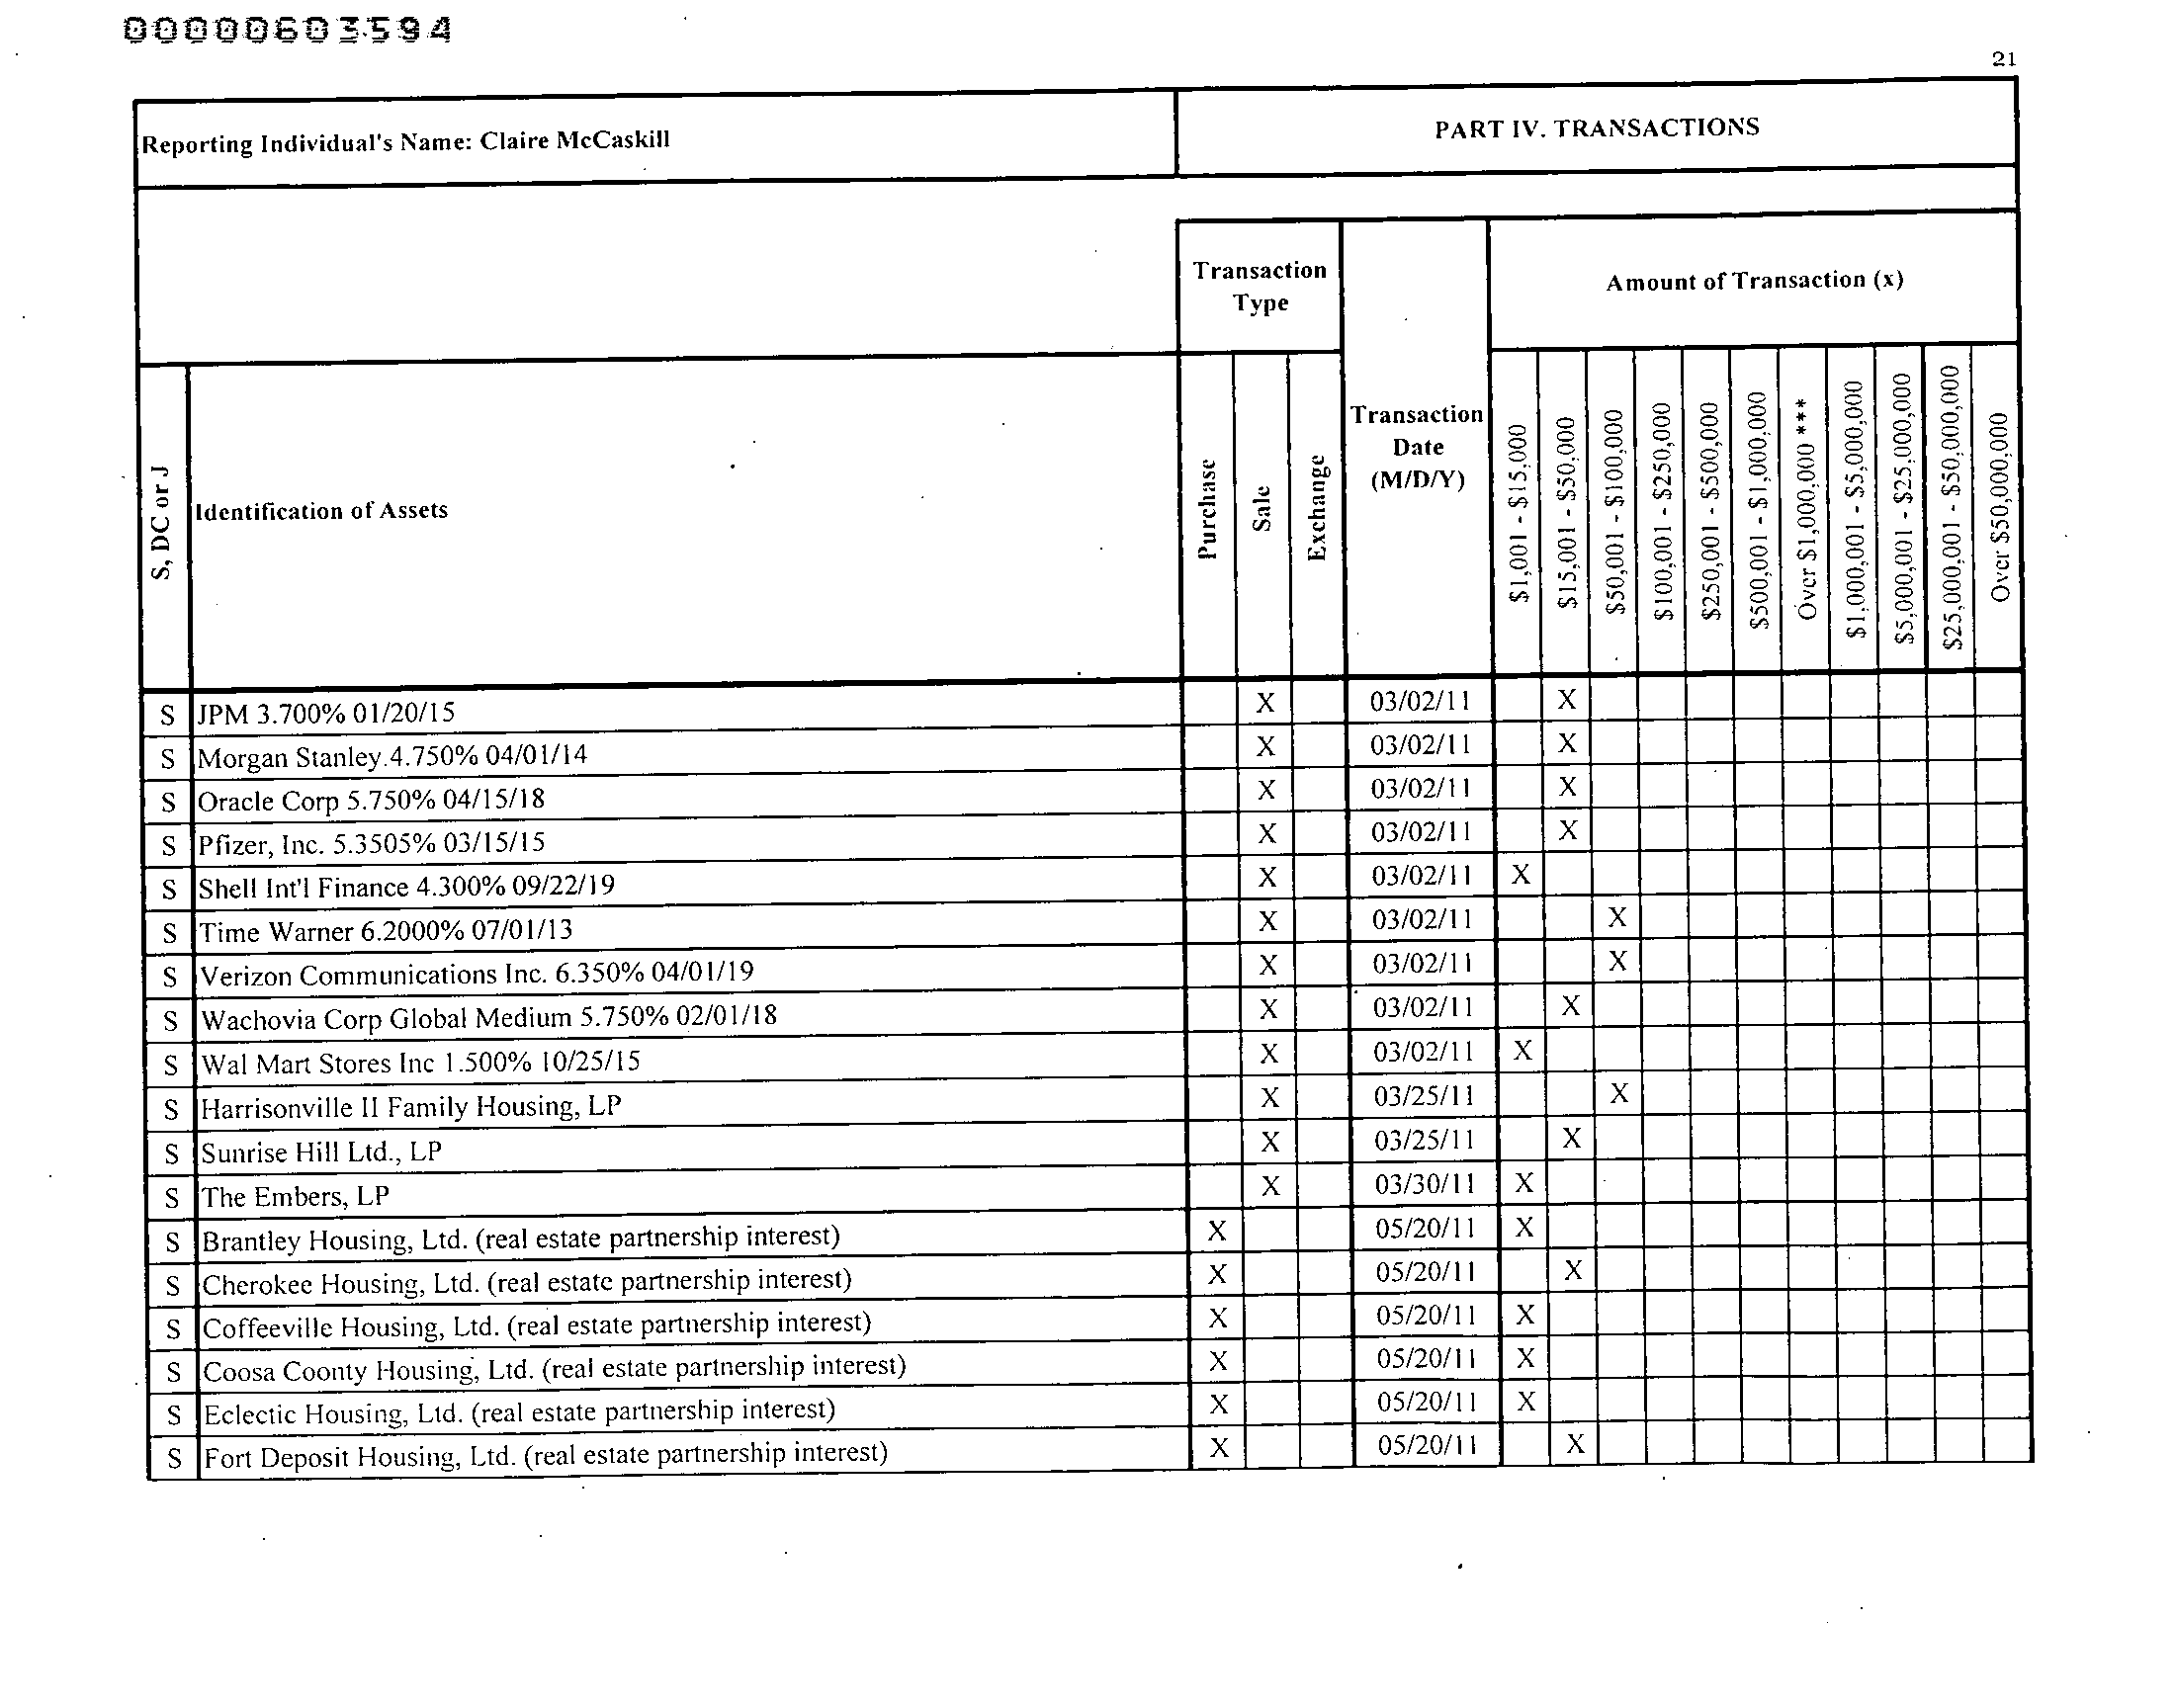 00000603594
21
Reporting Individual's Name: Claire McCaskill
PART IV. TRANSACTIONS
Transaction
Type
Amount of Transaction (x)
S, DC or J
Identification of Assets
Purchase
Sale
Exchange
Transaction
Date
(M/D/Y)
$1,001 - $15,000
$15,001 - $50,000
$50,001 - $100,000
$100,001 - $250,000
$250,001 - $500,000
$500,001 - $1,000,000
Over $1,000,000 ***
$1,000,001 - $5,000,000
$5,000,001 - $25,000,000
$25,000,001 - $50,000,000
Over $50,000,000
S JPM 3.700% 01/20/15 X 03/02/11 X
S Morgan Stanley.4.750% 04/01/14 X 03/02/11 X
S Oracle Corp 5.750% 04/15/18 X 03/02/11 X
S Pfizer, Inc. 5.3505% 03/15/15 X 03/02/11 X
S Shell Int'l Finance 4.300% 09/22/19 X 03/02/11 X
S Time Warner 6.2000% 07/01/13 X 03/02/11 X
S Verizon Communications Inc. 6.350% 04/01/19 X 03/02/11 X
S Wachovia Corp Global Medium 5.750% 02/01/18 X 03/02/11 X
S Wal Mart Stores Inc 1.500% 10/25/15 X 03/02/11 X
S Harrisonville II Family Housing, LP X 03/25/11 X
S Sunrise Hill Ltd., LP X 03/25/11 X
S The Embers, LP X 03/30/11 X
S Brantley Housing, Ltd. (real estate partnership interest) X 05/20/11 X
S Cherokee Housing, Ltd. (real estate partnership interest) X 05/20/11 X
S Coffeeville Housing, Ltd. (real estate partnership interest) X 05/20/11 X
S Coosa Coonty Housing, Ltd. (real estate partnership interest) X 05/20/11 X
S Eclectic Housing, Ltd. (real estate partnership interest) X 05/20/11 X
S Fort Deposit Housing, Ltd. (real estate partnership interest) X 05/20/11 X